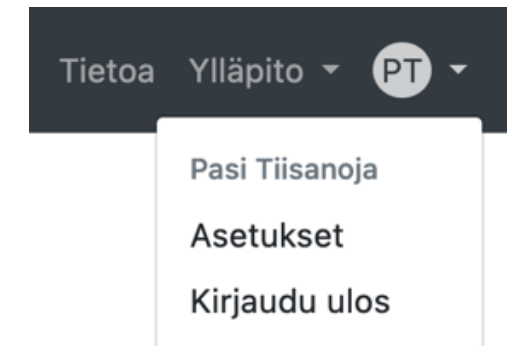 Tietoa Ylläpito PT
Pasi Tiisanoja
Asetukset
Kirjaudu ulos